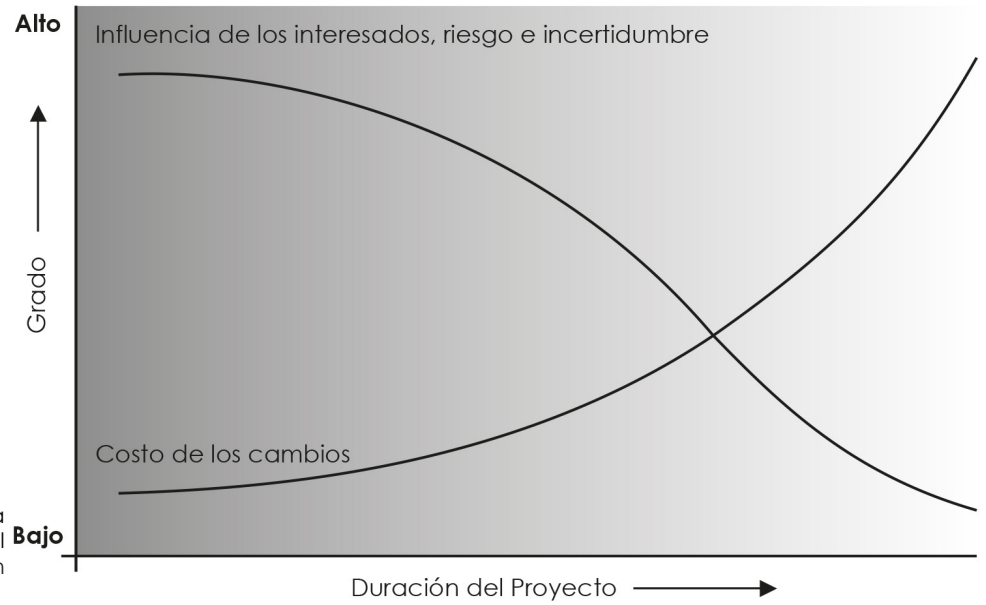 Alto
Influencia de los interesados, riesgo e incertidumbre
Grado
Costo de los cambios
Bajo
Duración del Proyecto